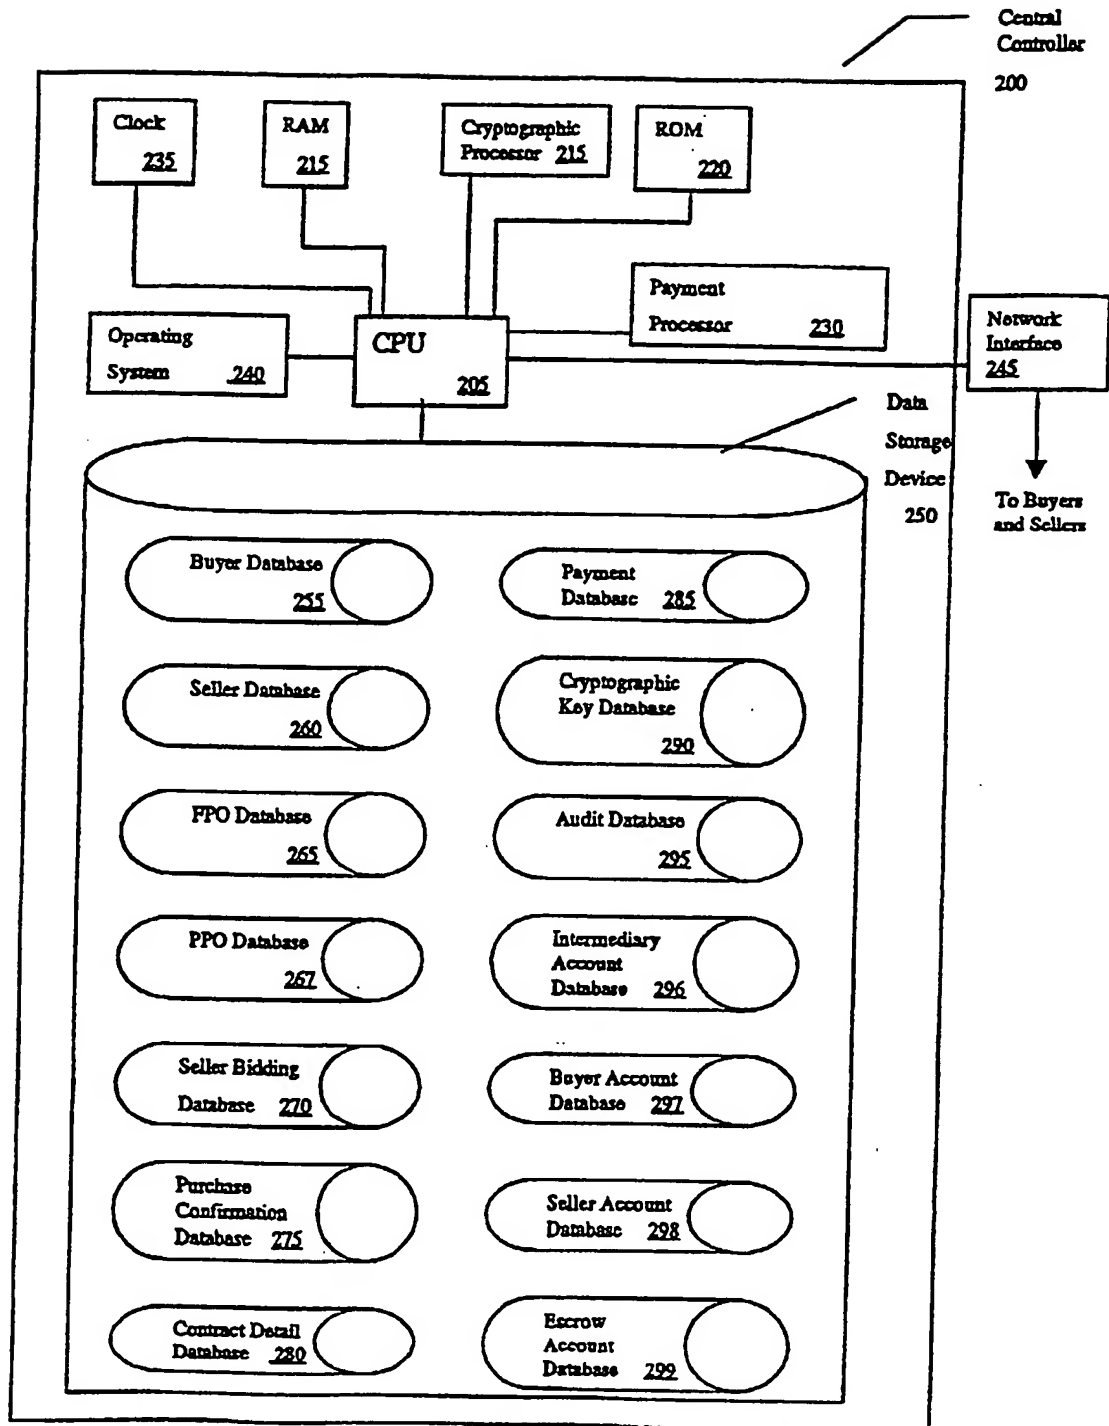 Central
Controller
200
Clock
235
RAM
215
Cryptographic
Processor 215
ROM
220
Payment
Processor 230
Operating
System 240
CPU
205
Network
Interface
245
Data
Storage
Device
250
To Buyers
and Sellers
Buyer Database
255
Payment
Database 285
Seller Database
260
Cryptographic
Key Database
290
FPO Database
265
Audit Database
295
PPO Database
267
Intermediary
Account
Database 296
Seller Bidding
Database 270
Buyer Account
Database 297
Purchase
Confirmation
Database 275
Seller Account
Database 298
Contract Detail
Database 280
Escrow
Account
Database 299